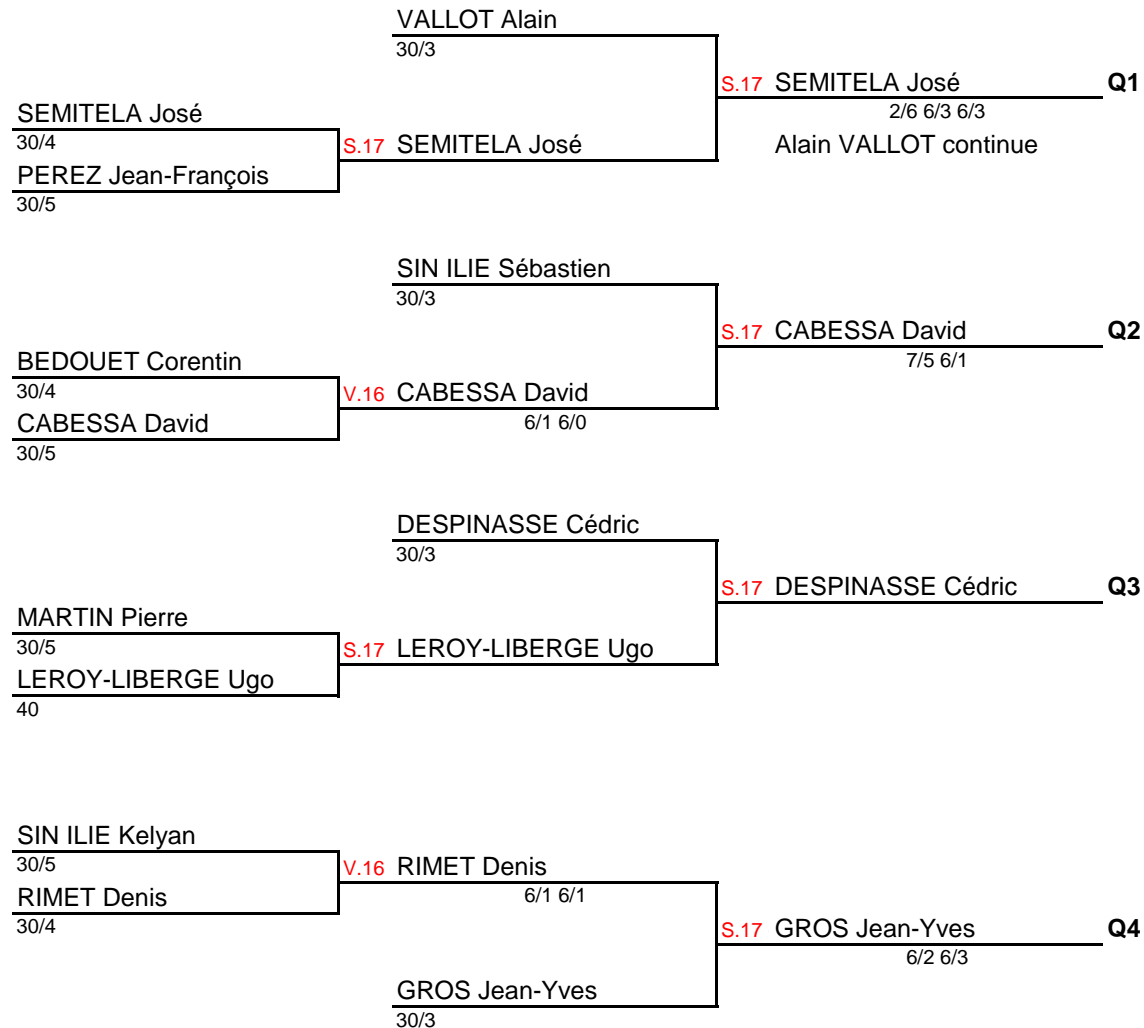 VALLOT Alain
30/3
S.17 SEMITELA José Q1
SEMITELA José
2/6 6/3 6/3
30/4
S.17 SEMITELA José
Alain VALLOT continue
PEREZ Jean-François
30/5
SIN ILIE Sébastien
30/3
S.17 CABESSA David Q2
BEDOUET Corentin
7/5 6/1
30/4
V.16 CABESSA David
CABESSA David
6/1 6/0
30/5
DESPINASSE Cédric
30/3
S.17 DESPINASSE Cédric Q3
MARTIN Pierre
30/5
S.17 LEROY-LIBERGE Ugo
LEROY-LIBERGE Ugo
40
SIN ILIE Kelyan
30/5
V.16 RIMET Denis
RIMET Denis
6/1 6/1
30/4
S.17 GROS Jean-Yves Q4
6/2 6/3
GROS Jean-Yves
30/3